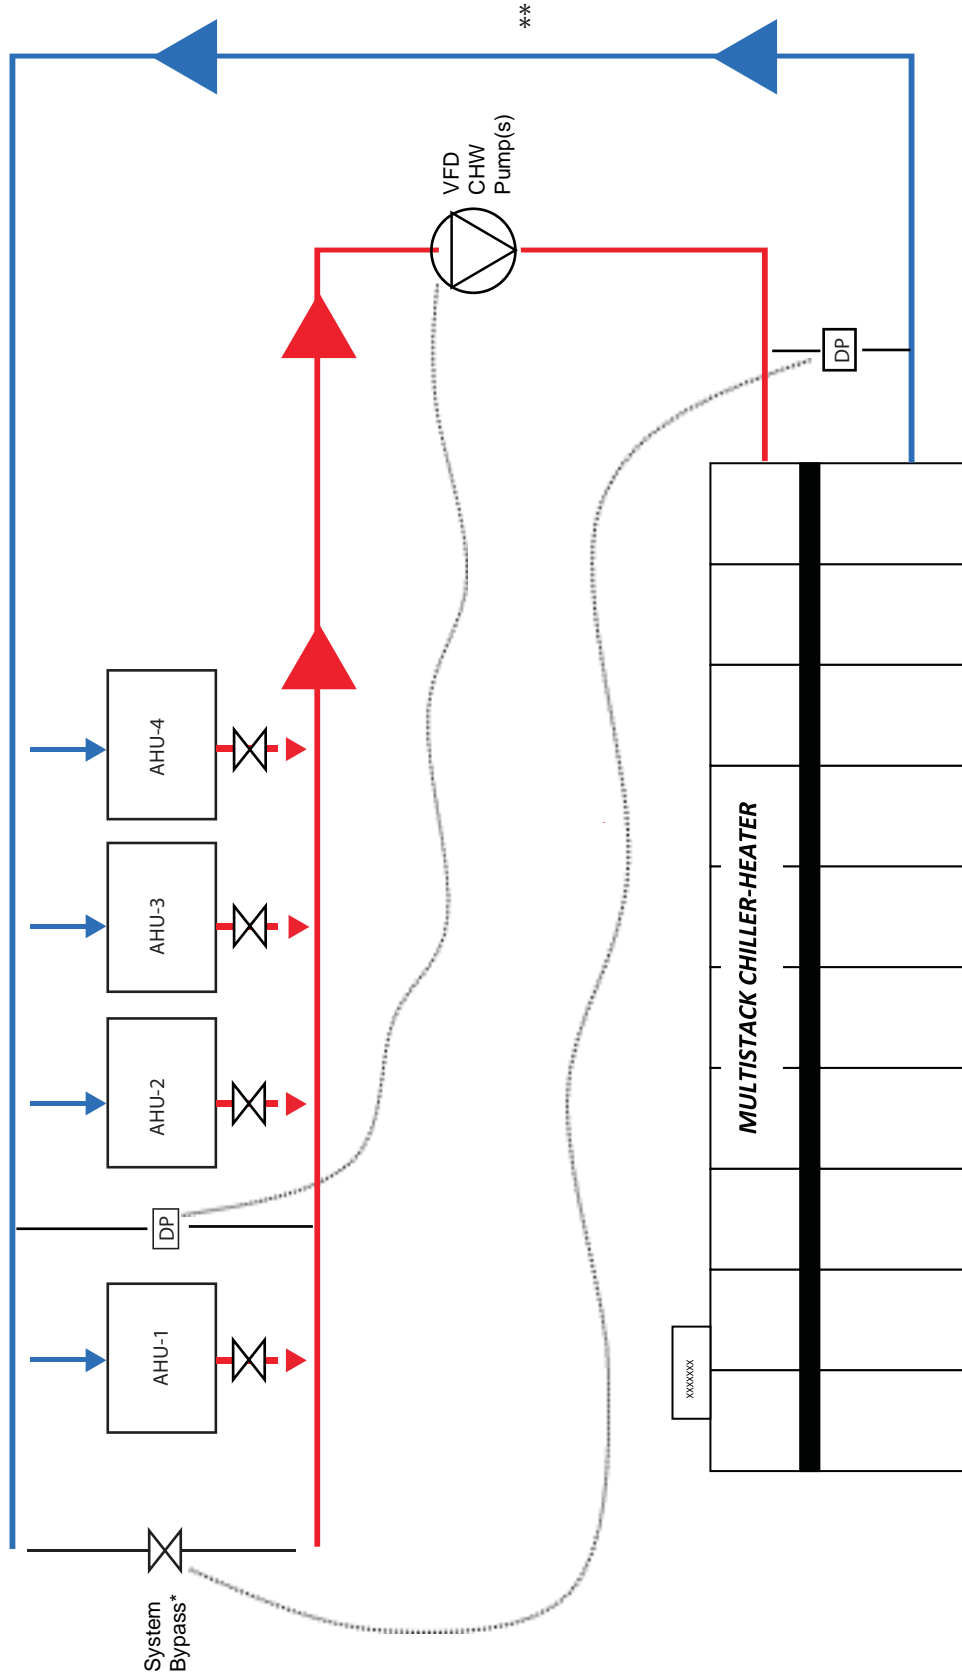 System
Bypass*
AHU-1
DP
AHU-2
AHU-3
AHU-4
VFD
CHW
Pump(s)
**
DP
xxxxxxx
MULTISTACK CHILLER-HEATER